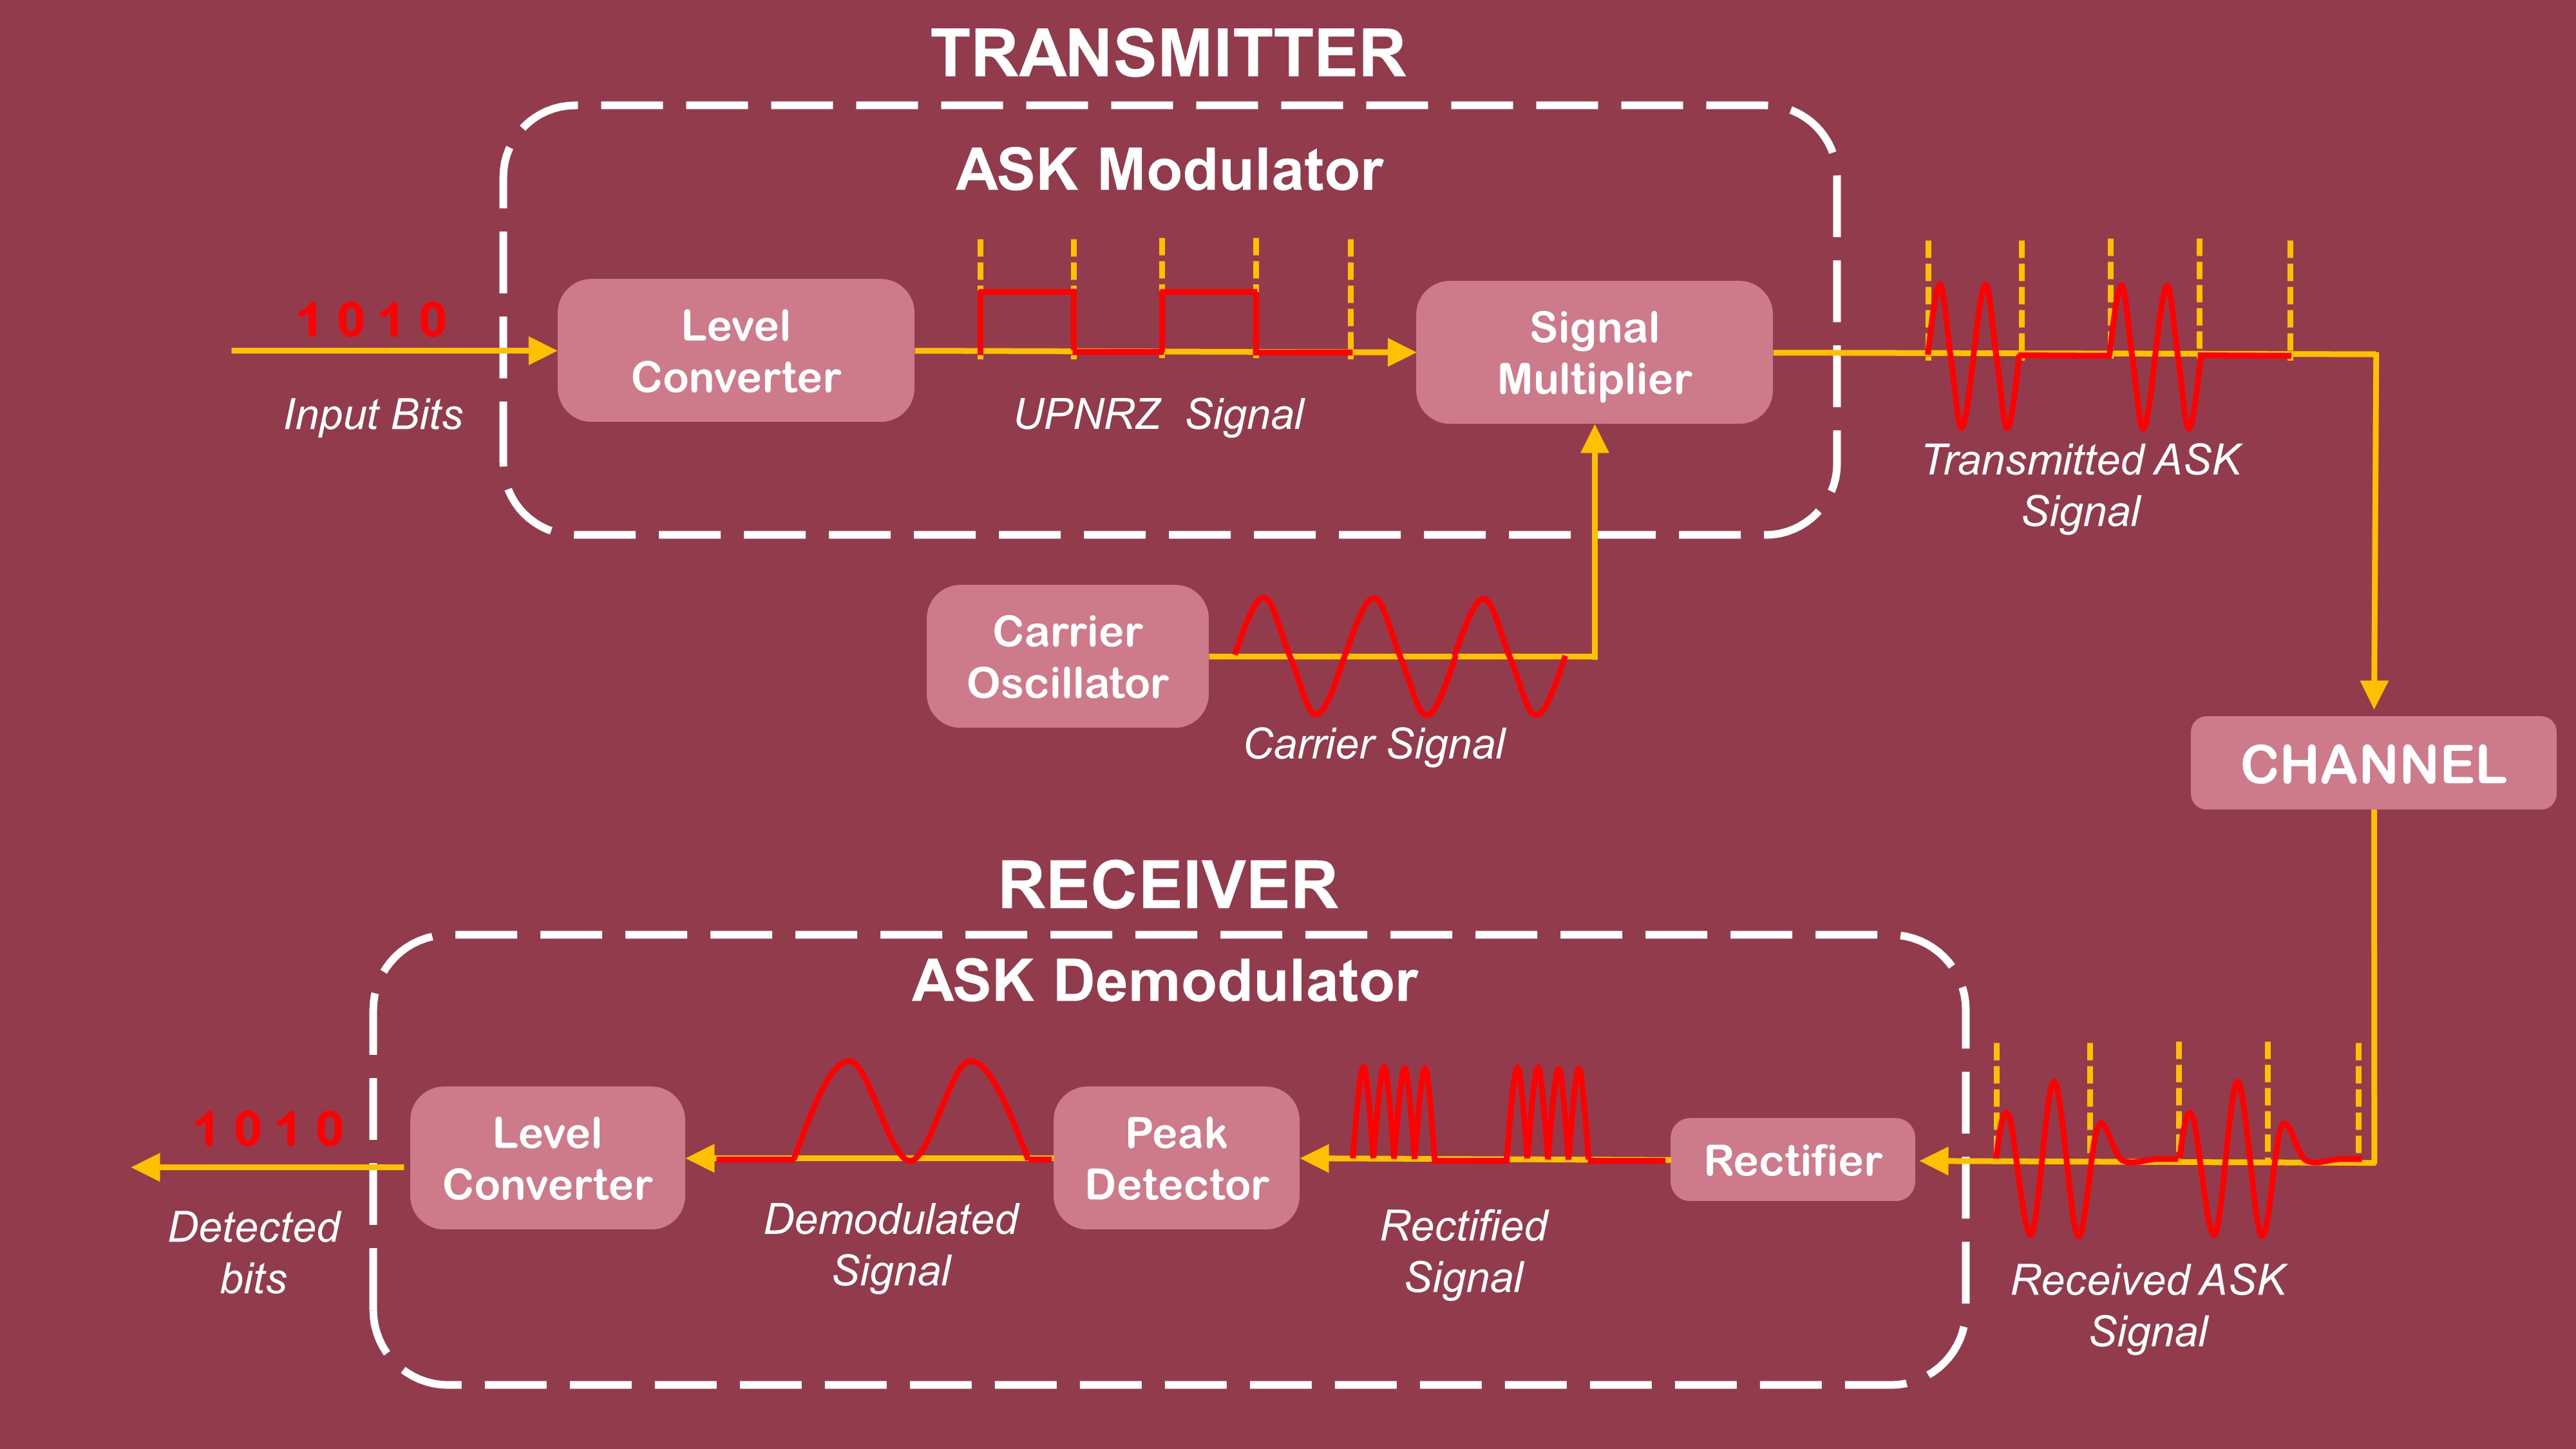 TRANSMITTER
ASK Modulator
1 0 1 0
Input Bits
Level
Converter
UPNRZ Signal
Signal
Multiplier
Transmitted ASK
Signal
Carrier
Oscillator
Carrier Signal
CHANNEL
RECEIVER
ASK Demodulator
1 0 1 0
Detected
bits
Level
Converter
Demodulated
Signal
Peak
Detector
Rectified
Signal
Rectifier
Received ASK
Signal